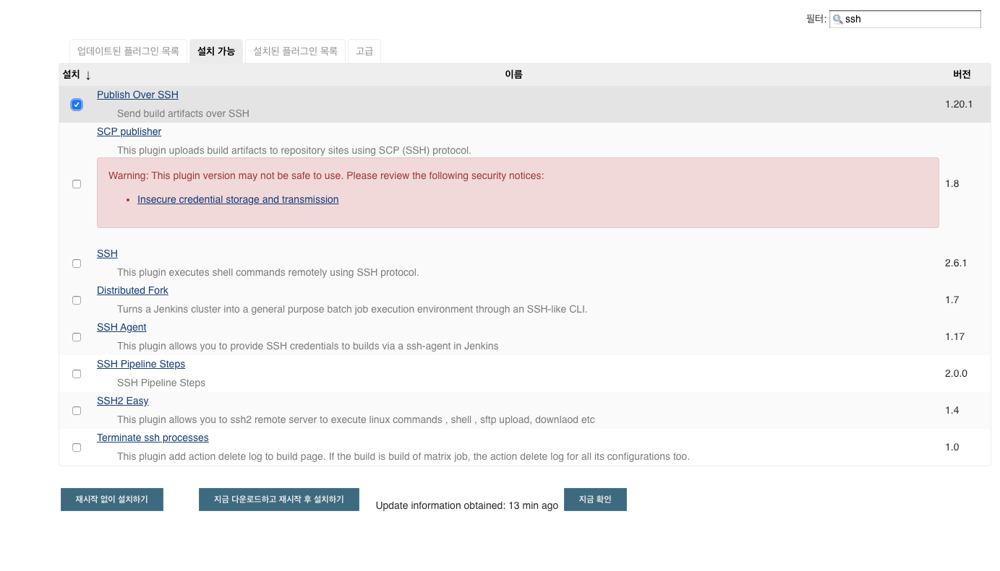 필터: ssh
업데이트된 플러그인 목록 설치 가능 설치된 플러그인 목록 고급
설치 ↓ 이름 버전
Publish Over SSH
Send build artifacts over SSH
1.20.1
SCP publisher
This plugin uploads build artifacts to repository sites using SCP (SSH) protocol.
Warning: This plugin version may not be safe to use. Please review the following security notices:
• Insecure credential storage and transmission
1.8
SSH
This plugin executes shell commands remotely using SSH protocol.
2.6.1
Distributed Fork
Turns a Jenkins cluster into a general purpose batch job execution environment through an SSH-like CLI.
1.7
SSH Agent
This plugin allows you to provide SSH credentials to builds via a ssh-agent in Jenkins
1.17
SSH Pipeline Steps
SSH Pipeline Steps
2.0.0
SSH2 Easy
This plugin allows you to ssh2 remote server to execute linux commands , shell , sftp upload, downlaod etc
1.4
Terminate ssh processes
This plugin add action delete log to build page. If the build is build of matrix job, the action delete log for all its configurations too.
1.0
재시작 없이 설치하기 지금 다운로드하고 재시작 후 설치하기 Update information obtained: 13 min ago 지금 확인